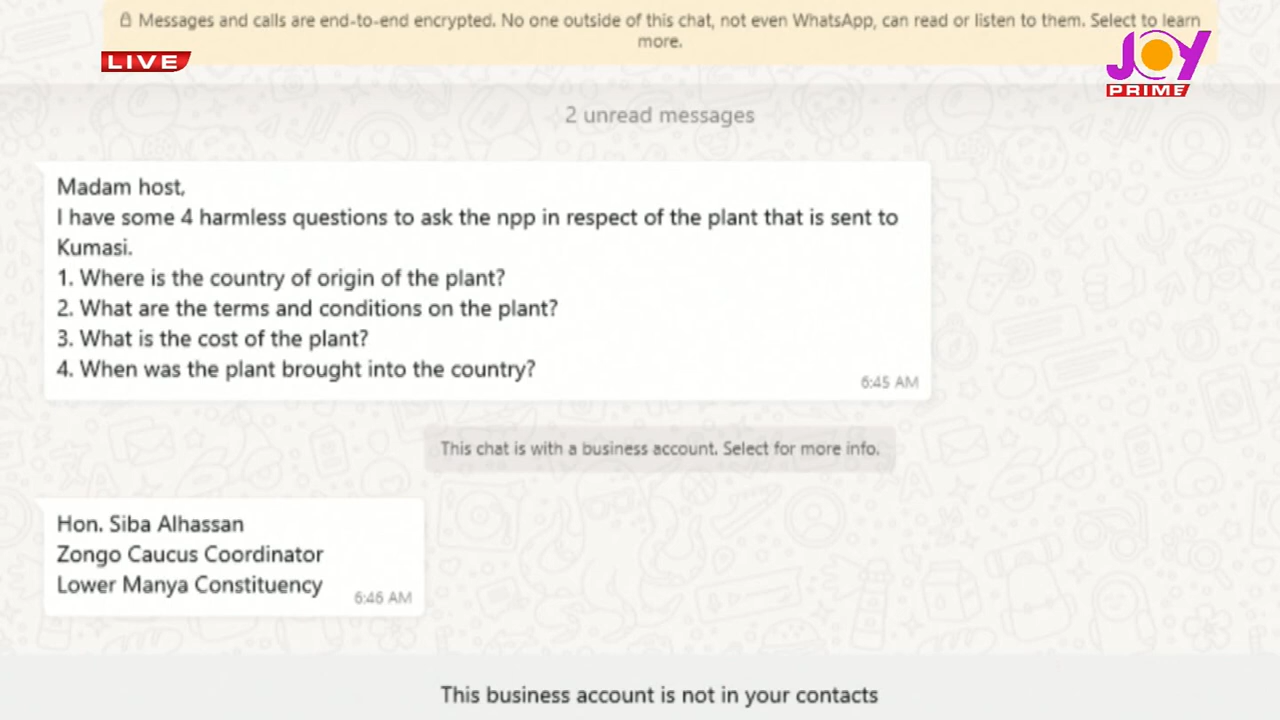 Messages and calls are end-to-end encrypted. No one outside of this chat, not even WhatsApp, can read or listen to them. Select to learn
more.
LIVE
JOY
PRIME
2 unread messages
Madam host,
I have some 4 harmless questions to ask the npp in respect of the plant that is sent to
Kumasi.
1. Where is the country of origin of the plant?
2. What are the terms and conditions on the plant?
3. What is the cost of the plant?
4. When was the plant brought into the country?
6:45 AM
This chat is with a business account. Select for more info.
Hon. Siba Alhassan
Zongo Caucus Coordinator
Lower Manya Constituency
6:46 AM
This business account is not in your contacts